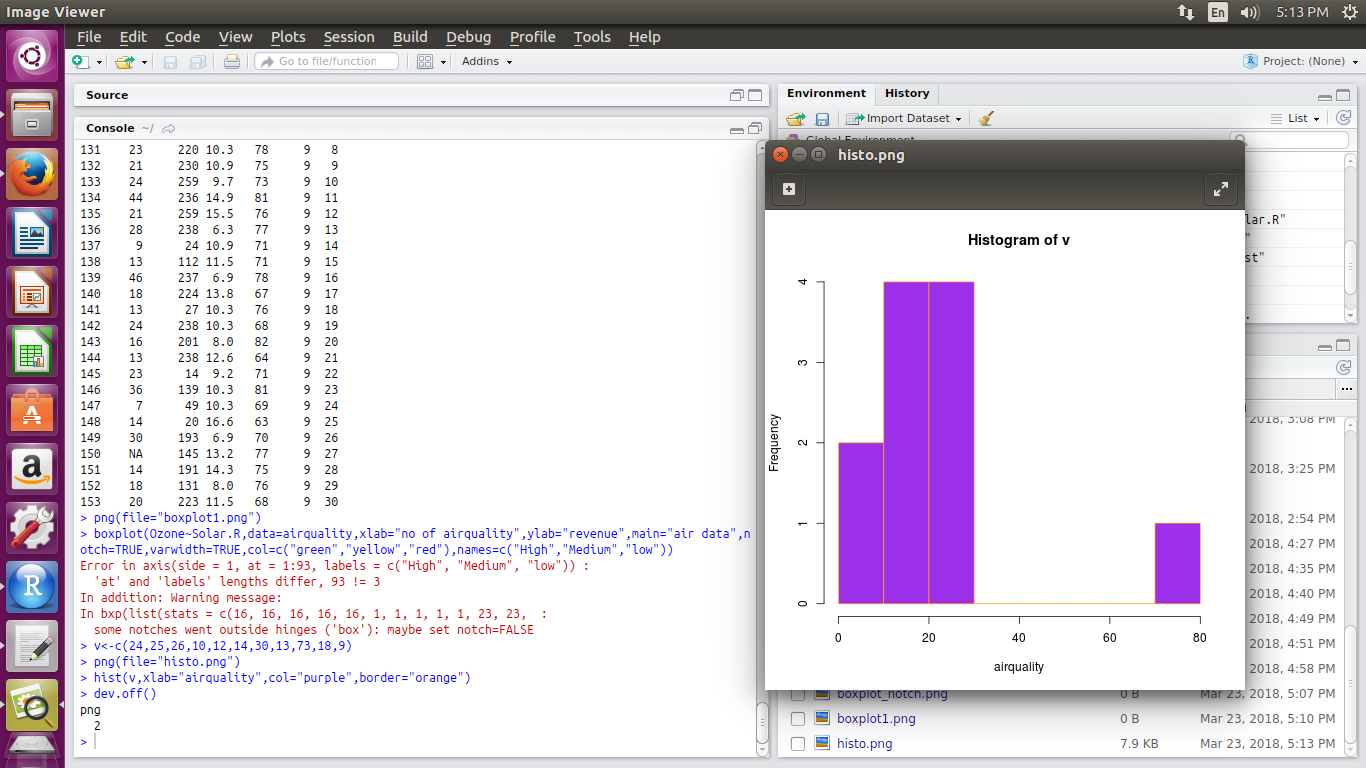 Image Viewer
En
5:13 PM
File Edit Code View Plots Session Build Debug Profile Tools Help
Go to file/function
Addins
Project: (None)
Source
Console ~/
131 23 220 10.3 78 9 8
132 21 230 10.9 75 9 9
133 24 259 9.7 73 9 10
134 44 236 14.9 81 9 11
135 21 259 15.5 76 9 12
136 28 238 6.3 77 9 13
137 9 24 10.9 71 9 14
138 13 112 11.5 71 9 15
139 46 237 6.9 78 9 16
140 18 224 13.8 67 9 17
141 13 27 10.3 76 9 18
142 24 238 10.3 68 9 19
143 16 201 8.0 82 9 20
144 13 238 12.6 64 9 21
145 23 14 9.2 71 9 22
146 36 139 10.3 81 9 23
147 7 49 10.3 69 9 24
148 14 20 16.6 63 9 25
149 30 193 6.9 70 9 26
150 NA 145 13.2 77 9 27
151 14 191 14.3 75 9 28
152 18 131 8.0 76 9 29
153 20 223 11.5 68 9 30
> png(file="boxplot1.png")
> boxplot(Ozone~Solar.R,data=airquality,xlab="no of airquality",ylab="revenue",main="air data",n
otch=TRUE,varwidth=TRUE,col=c("green","yellow","red"),names=c("High","Medium","low"))
Error in axis(side = 1, at = 1:93, labels = c("High", "Medium", "low")) :
'at' and 'labels' lengths differ, 93 != 3
In addition: Warning message:
In bxp(list(stats = c(16, 16, 16, 16, 16, 1, 1, 1, 1, 1, 23, 23, :
some notches went outside hinges ('box'): maybe set notch=FALSE
> v<-c(24,25,26,10,12,14,30,13,73,18,9)
> png(file="histo.png")
> hist(v,xlab="airquality",col="purple",border="orange")
> dev.off()
png
2
>
Environment History
Import Dataset
List
Global Environment
lar.R"
"
st"
.
histo.png
Histogram of v
Frequency
4
3
2
1
0
0 20 40 60 80
airquality
2018, 3:08 PM
2018, 3:25 PM
2018, 2:54 PM
2018, 4:27 PM
2018, 4:35 PM
2018, 4:40 PM
2018, 4:49 PM
2018, 4:51 PM
2018, 4:58 PM
boxplot_notch.png 0 B Mar 23, 2018, 5:07 PM
boxplot1.png 0 B Mar 23, 2018, 5:10 PM
histo.png 7.9 KB Mar 23, 2018, 5:13 PM